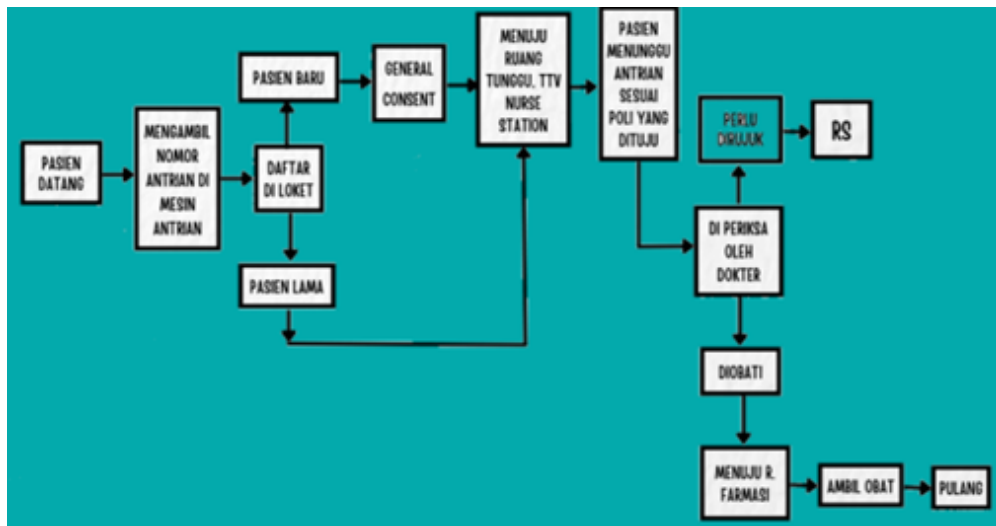 PASIEN
DATANG
MENGAMBIL
NOMOR
ANTRIAN DI
MESIN
ANTRIAN
DAFTAR
DI LOKET
PASIEN BARU
GENERAL
CONSENT
PASIEN LAMA
MENUJU
RUANG
TUNGGU, TTV
NURSE
STATION
PASIEN
MENUNGGU
ANTRIAN
SESUAI
POLI YANG
DITUJU
DI PERIKSA
OLEH
DOKTER
PERLU
DIRUJUK
RS
DIOBATI
MENUJU R.
FARMASI
AMBIL OBAT
PULANG